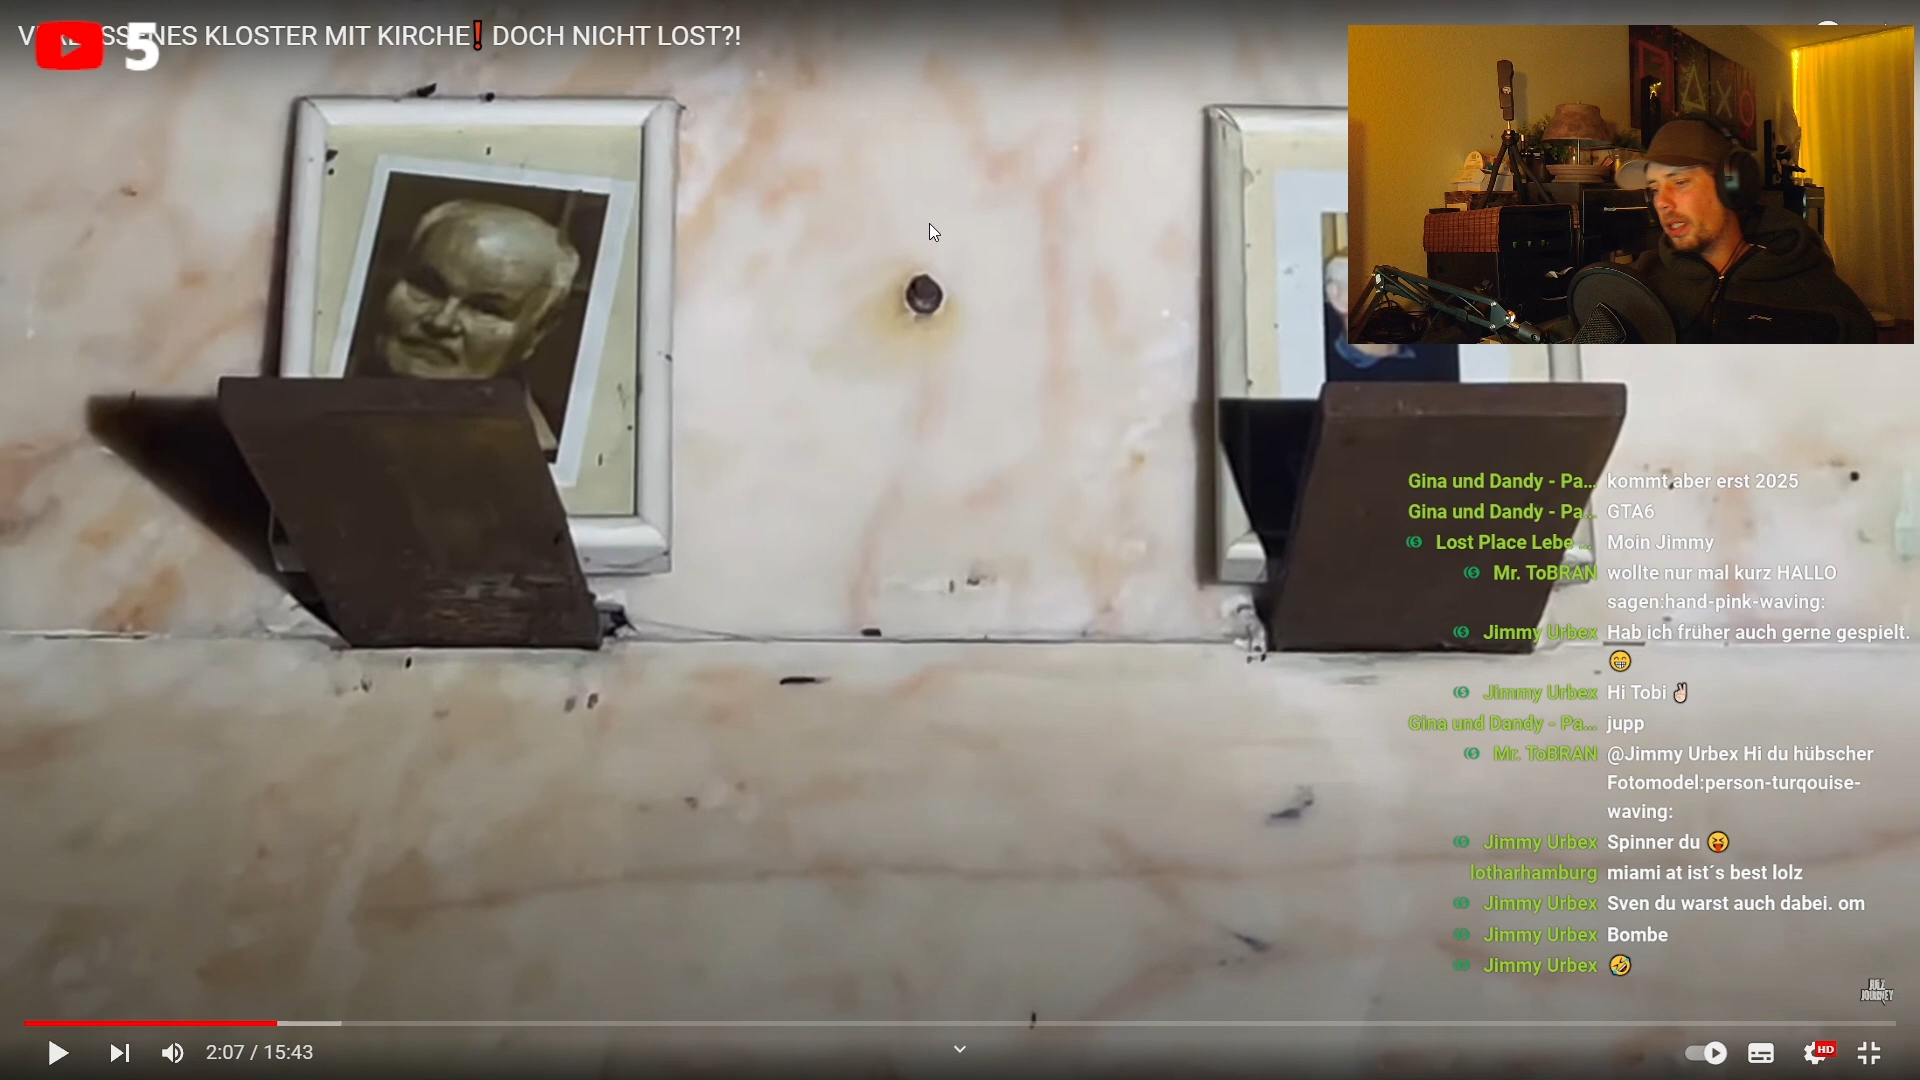 NES KLOSTER MIT KIRCHE❗DOCH NICHT LOST?!
5
Gina und Dandy - Pa... kommt aber erst 2025
Gina und Dandy - Pa... GTA6
Lost Place Lebe ... Moin Jimmy
Mr. ToBRAN wollte nur mal kurz HALLO
sagen:hand-pink-waving:
Jimmy Urbex Hab ich früher auch gerne gespielt.
😁
Jimmy Urbex Hi Tobi ✌🏻
Gina und Dandy - Pa... jupp
Mr. ToBRAN @Jimmy Urbex Hi du hübscher
Fotomodel:person-turqouise-
waving:
Jimmy Urbex Spinner du 😝
lotharhamburg miami at ist´s best lolz
Jimmy Urbex Sven du warst auch dabei. om
Jimmy Urbex Bombe
Jimmy Urbex 🤣
JULZ
JOURNEY
2:07 / 15:43
HD